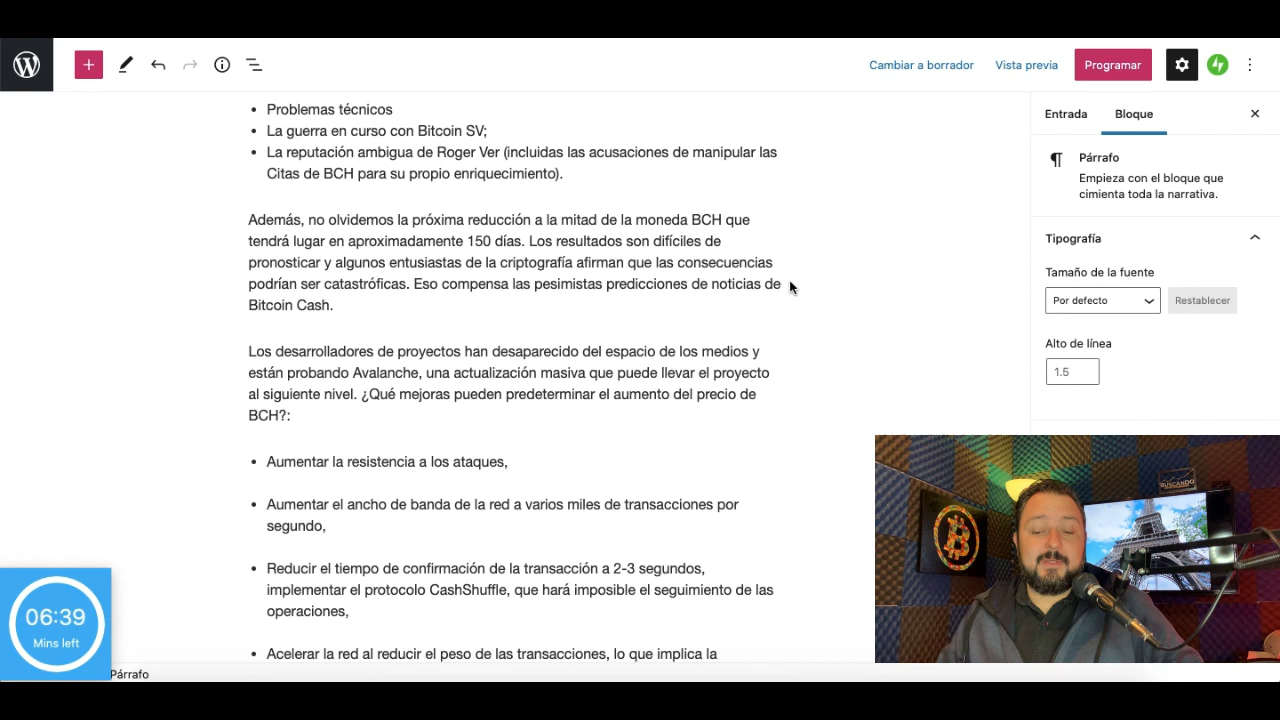 Cambiar a borrador
Vista previa
Programar
Problemas técnicos
La guerra en curso con Bitcoin SV;
La reputación ambigua de Roger Ver (incluidas las acusaciones de manipular las
Citas de BCH para su propio enriquecimiento).
Además, no olvidemos la próxima reducción a la mitad de la moneda BCH que
tendrá lugar en aproximadamente 150 días. Los resultados son difíciles de
pronosticar y algunos entusiastas de la criptografía afirman que las consecuencias
podrían ser catastróficas. Eso compensa las pesimistas predicciones de noticias de
Bitcoin Cash.
Los desarrolladores de proyectos han desaparecido del espacio de los medios y
están probando Avalanche, una actualización masiva que puede llevar el proyecto
al siguiente nivel. ¿Qué mejoras pueden predeterminar el aumento del precio de
BCH?:
Aumentar la resistencia a los ataques,
Aumentar el ancho de banda de la red a varios miles de transacciones por
segundo,
Reducir el tiempo de confirmación de la transacción a 2-3 segundos,
implementar el protocolo CashShuffle, que hará imposible el seguimiento de las
operaciones,
Acelerar la red al reducir el peso de las transacciones, lo que implica la
Entrada
Bloque
Párrafo
Empieza con el bloque que
cimienta toda la narrativa.
Tipografía
Tamaño de la fuente
Por defecto
Restablecer
Alto de línea
1.5
BUSCANDO
06:39
Mins left
Párrafo